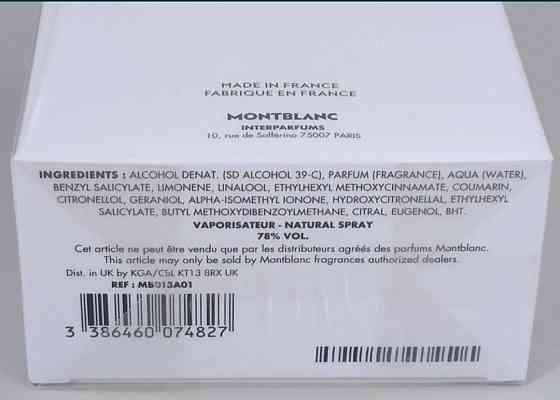 MADE IN FRANCE
FABRIQUE EN FRANCE
MONTBLANC
INTERPARFUMS
10, rue de Solférino 75007 PARIS
INGREDIENTS : ALCOHOL DENAT. (SD ALCOHOL 39-C), PARFUM (FRAGRANCE), AQUA (WATER),
BENZYL SALICYLATE, LIMONENE, LINALOOL, ETHYLHEXYL METHOXYCINNAMATE, COUMARIN,
CITRONELLOL, GERANIOL, ALPHA-ISOMETHYL IONONE, HYDROXYCITRONELLAL, ETHYLHEXYL
SALICYLATE, BUTYL METHOXYDIBENZOYLMETHANE, CITRAL, EUGENOL, BHT.
VAPORISATEUR - NATURAL SPRAY
78% VOL.
Cet article ne peut être vendu que par les distributeurs agréés des parfums Montblanc.
This article may only be sold by Montblanc fragrances authorized dealers.
Dist. in UK by KGA/CSL KT13 8RX UK
REF : MB013A01
3 386460 074827